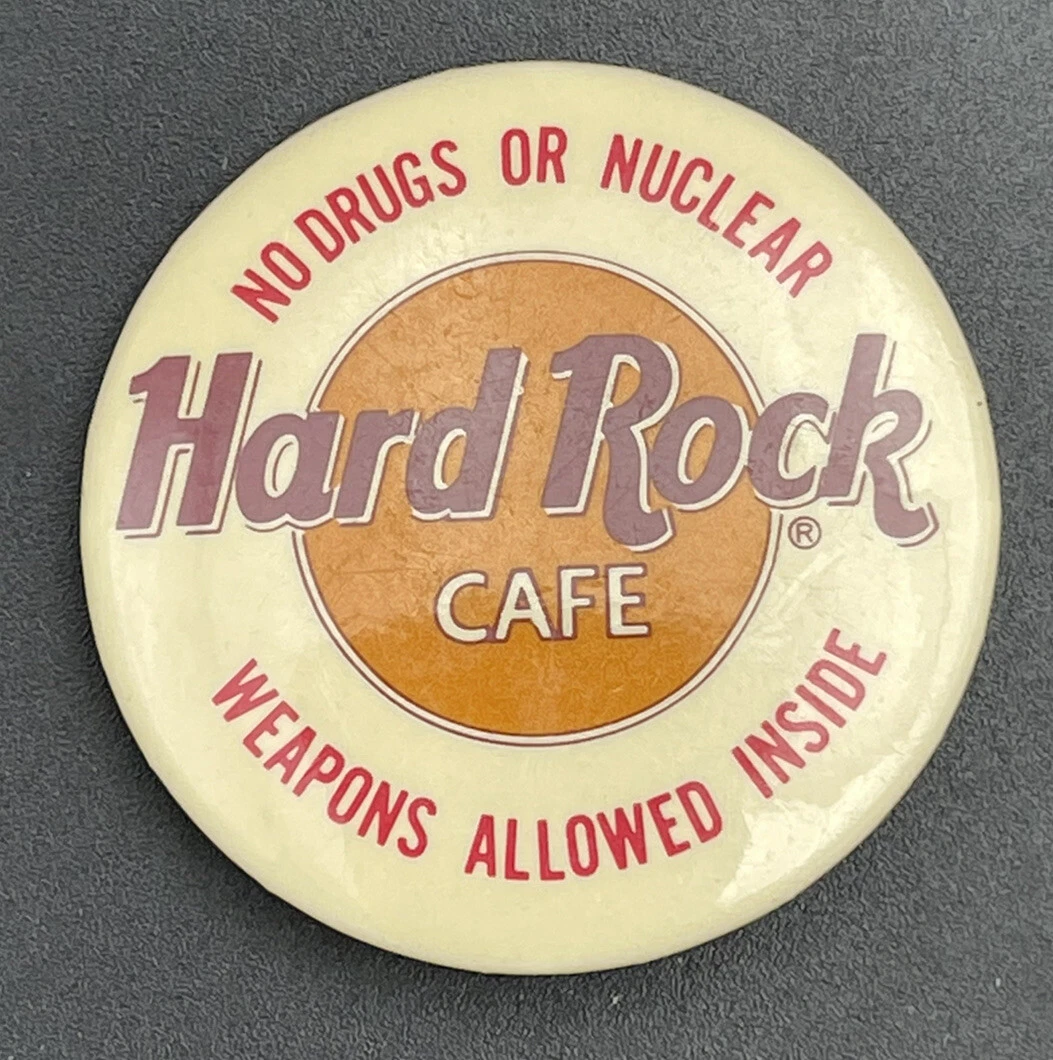 NO DRUGS OR NUCLEAR
Hard Rock ®
CAFE
WEAPONS ALLOWED INSIDE